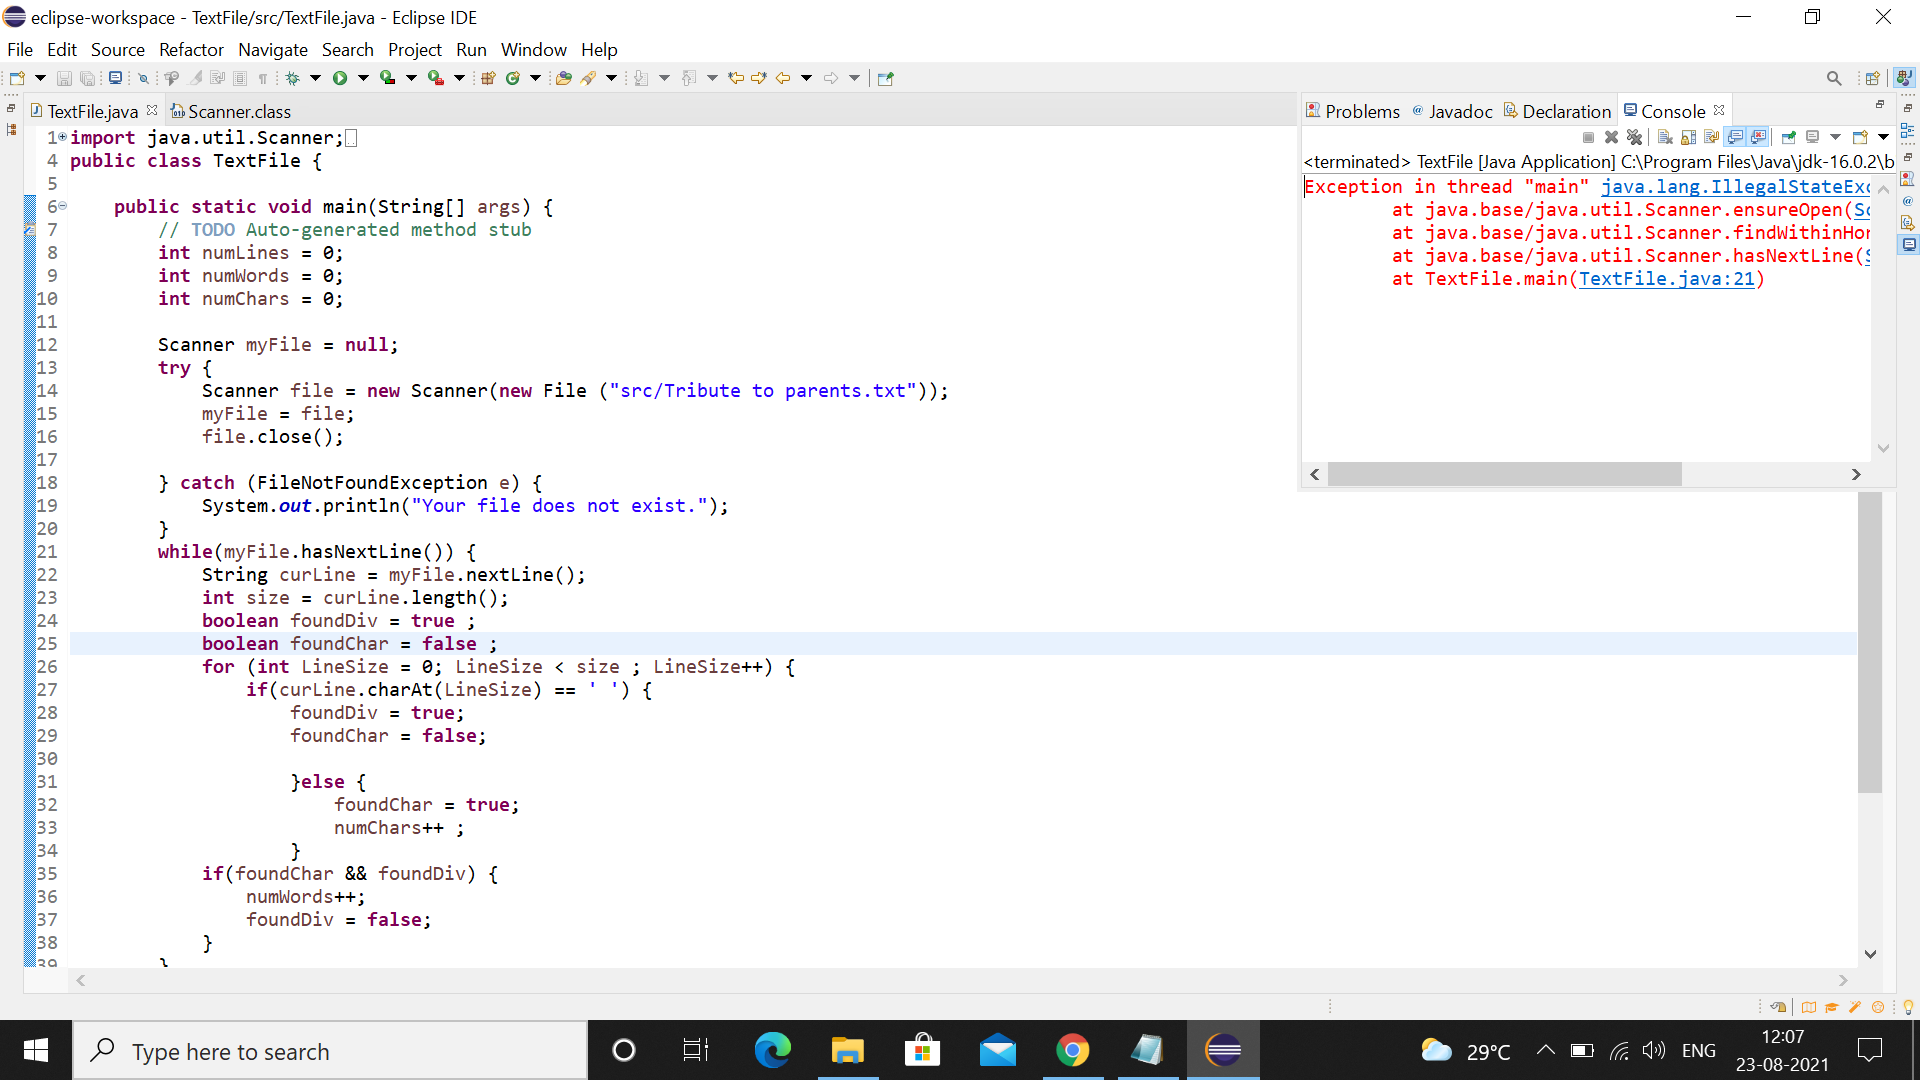 eclipse-workspace - TextFile/src/TextFile.java - Eclipse IDE
File Edit Source Refactor Navigate Search Project Run Window Help
TextFile.java Scanner.class
1 import java.util.Scanner;
4 public class TextFile {
5
6 public static void main(String[] args) {
7 // TODO Auto-generated method stub
8 int numLines = 0;
9 int numWords = 0;
10 int numChars = 0;
11
12 Scanner myFile = null;
13 try {
14 Scanner file = new Scanner(new File ("src/Tribute to parents.txt"));
15 myFile = file;
16 file.close();
17
18 } catch (FileNotFoundException e) {
19 System.out.println("Your file does not exist.");
20 }
21 while(myFile.hasNextLine()) {
22 String curLine = myFile.nextLine();
23 int size = curLine.length();
24 boolean foundDiv = true ;
25 boolean foundChar = false ;
26 for (int LineSize = 0; LineSize < size ; LineSize++) {
27 if(curLine.charAt(LineSize) == ' ') {
28 foundDiv = true;
29 foundChar = false;
30
31 }else {
32 foundChar = true;
33 numChars++ ;
34 }
35 if(foundChar && foundDiv) {
36 numWords++;
37 foundDiv = false;
38 }
39 }
Problems Javadoc Declaration Console
<terminated> TextFile [Java Application] C:\Program Files\Java\jdk-16.0.2\b
Exception in thread "main" java.lang.IllegalStateExc
at java.base/java.util.Scanner.ensureOpen(Sc
at java.base/java.util.Scanner.findWithinHor
at java.base/java.util.Scanner.hasNextLine(S
at TextFile.main(TextFile.java:21)
Type here to search
29°C
ENG
12:07
23-08-2021